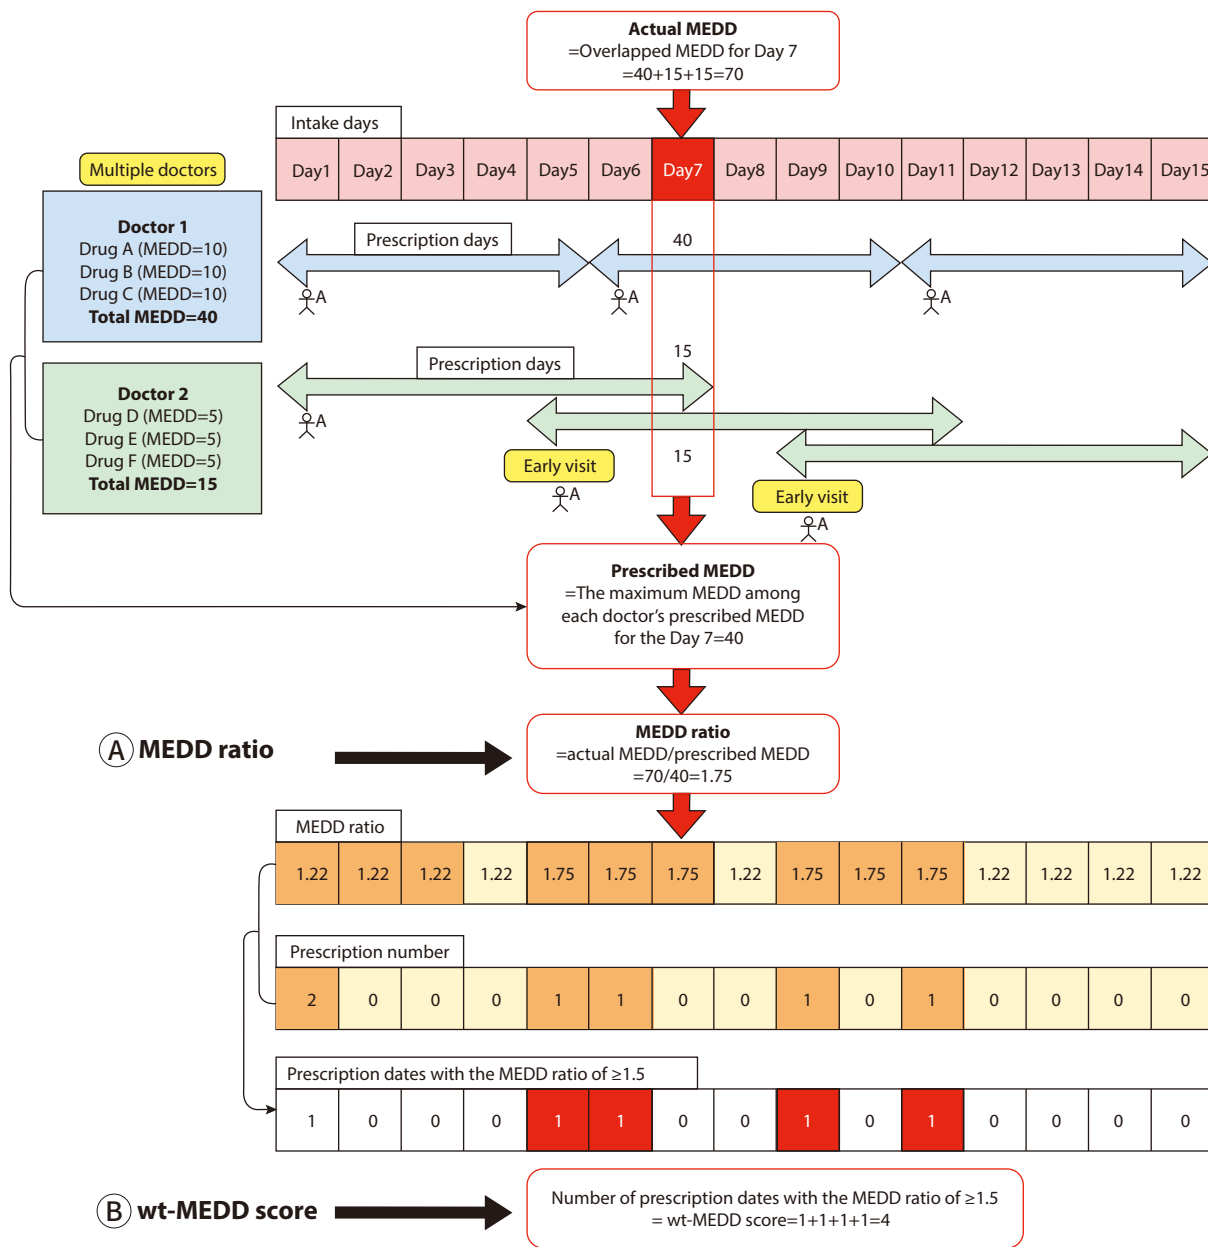 Actual MEDD
=Overlapped MEDD for Day 7
=40+15+15=70
Intake days
Day1 Day2 Day3 Day4 Day5 Day6 Day7 Day8 Day9 Day10 Day11 Day12 Day13 Day14 Day15
Multiple doctors
Doctor 1
Drug A (MEDD=10)
Drug B (MEDD=10)
Drug C (MEDD=10)
Total MEDD=40
Prescription days
40
A A A
Doctor 2
Drug D (MEDD=5)
Drug E (MEDD=5)
Drug F (MEDD=5)
Total MEDD=15
Prescription days
15
A
15
Early visit
A
Early visit
A
Prescribed MEDD
=The maximum MEDD among
each doctor's prescribed MEDD
for the Day 7=40
A MEDD ratio
MEDD ratio
=actual MEDD/prescribed MEDD
=70/40=1.75
MEDD ratio
1.22 1.22 1.22 1.22 1.75 1.75 1.75 1.22 1.75 1.75 1.75 1.22 1.22 1.22 1.22
Prescription number
2 0 0 0 1 1 0 0 1 0 1 0 0 0 0
Prescription dates with the MEDD ratio of ≥1.5
1 0 0 0 1 1 0 0 1 0 1 0 0 0 0
B wt-MEDD score
Number of prescription dates with the MEDD ratio of ≥1.5
= wt-MEDD score=1+1+1+1=4